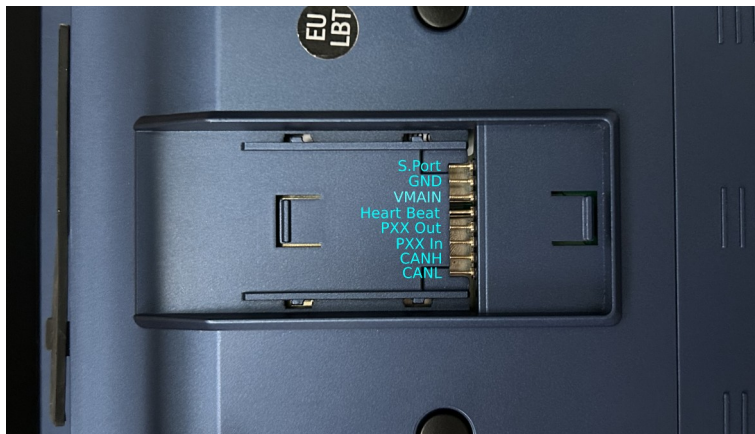 EU
LBT
S.Port
GND
VMAIN
Heart Beat
PXX Out
PXX In
CANH
CANL